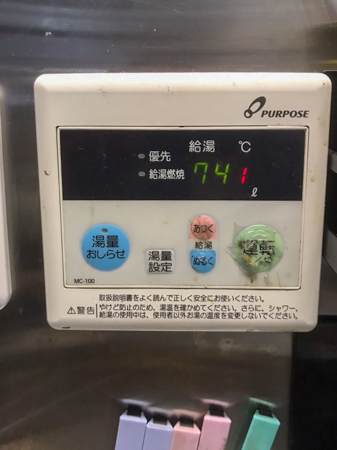 PURPOSE
給湯 ℃
優先
給湯燃焼
741
ℓ
湯量
おしらせ
湯量
設定
あつく
給湯
ぬるく
運転
MC-100
⚠警告
取扱説明書をよく読んで正しく安全にお使いください。
やけど防止のため、湯温を確かめてください。さらに、シャワー、
給湯の使用中は、使用者以外お湯の温度を変更しないでください。